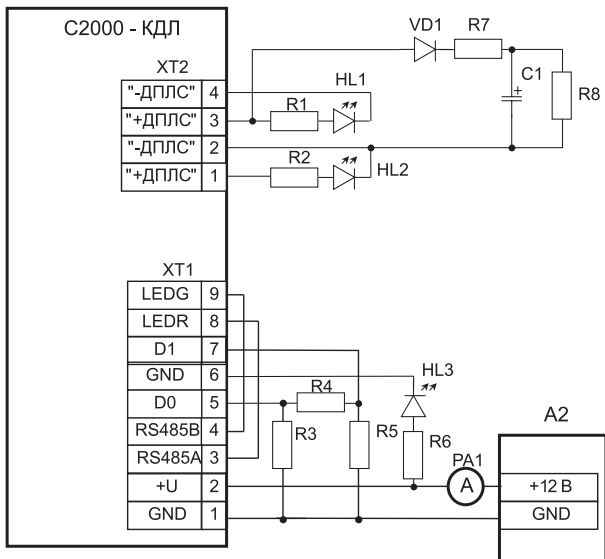 С2000 - КДЛ
XT2
"-ДПЛС" 4
"+ДПЛС" 3
"-ДПЛС" 2
"+ДПЛС" 1
VD1
R7
C1
+
R8
HL1
R1
R2
HL2
XT1
LEDG 9
LEDR 8
D1 7
GND 6
D0 5
RS485B 4
RS485A 3
+U 2
GND 1
HL3
R4
R3
R5
R6
PA1
A
A2
+12 В
GND